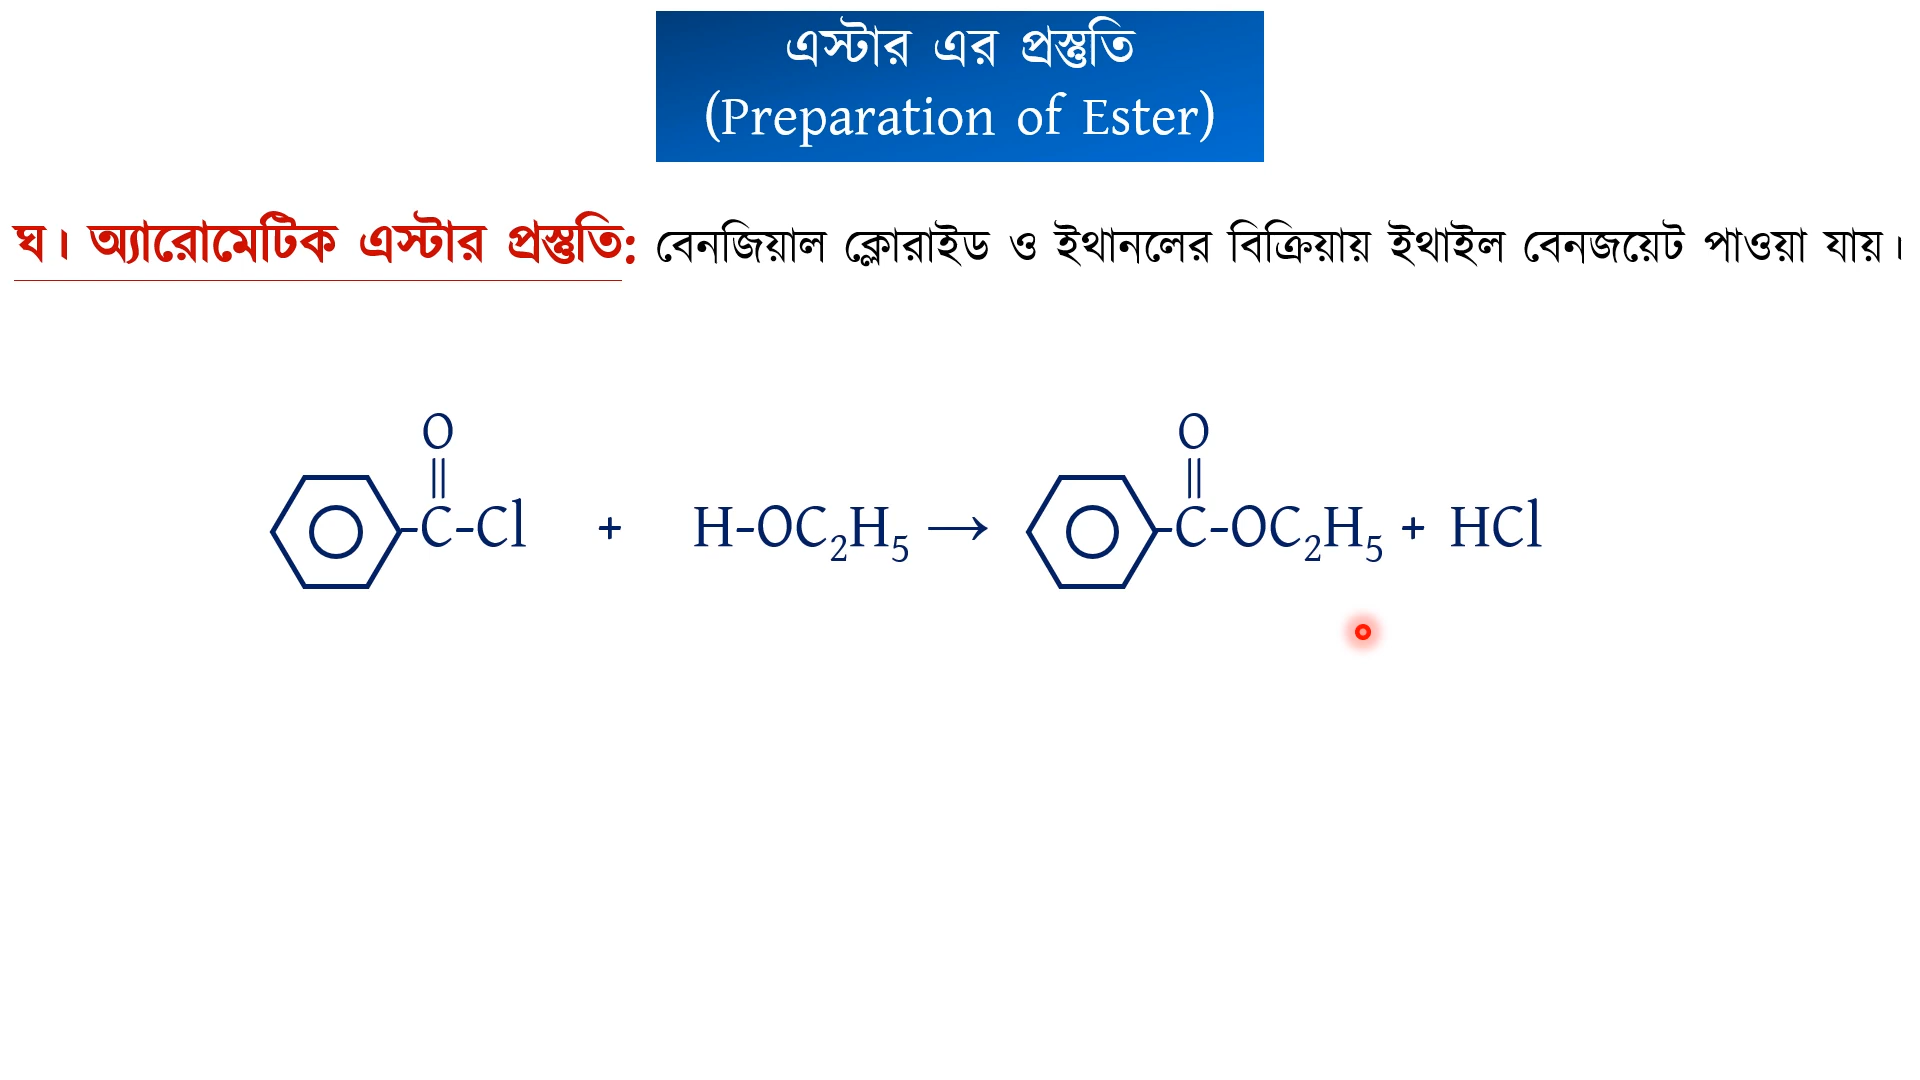 এস্টার এর প্রস্তুতি
(Preparation of Ester)
ঘ। অ্যারোমেটিক এস্টার প্রস্তুতি: বেনজিয়াল ক্লোরাইড ও ইথানলের বিক্রিয়ায় ইথাইল বেনজয়েট পাওয়া যায়।
O O
-C-Cl + H-OC₂H₅ → -C-OC₂H₅ + HCl